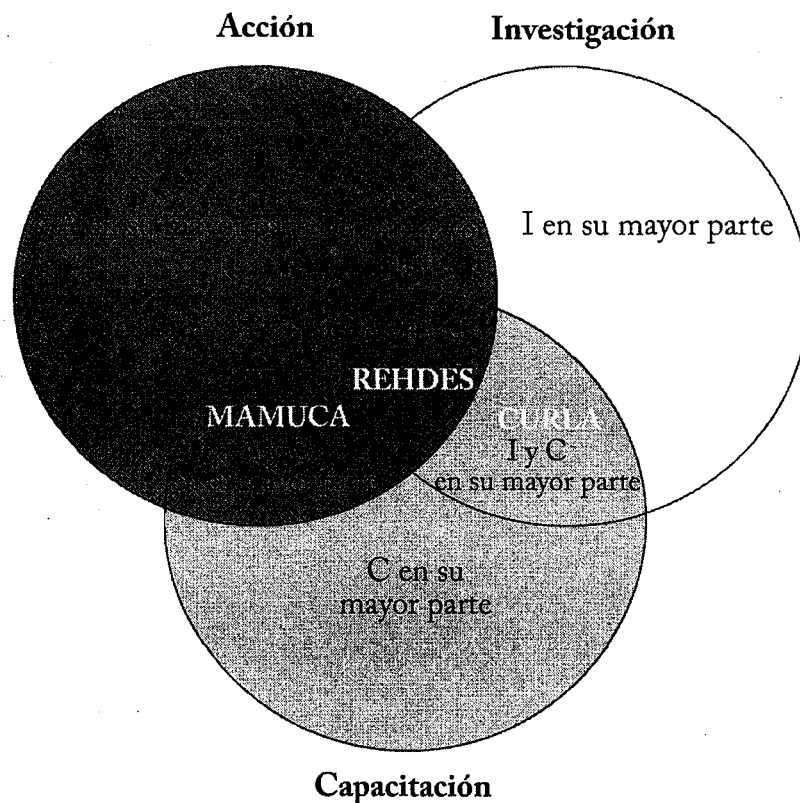 Acción
Investigación
I en su mayor parte
REHDES
MAMUCA
CURLA
I y C
en su mayor parte
C en su
mayor parte
Capacitación